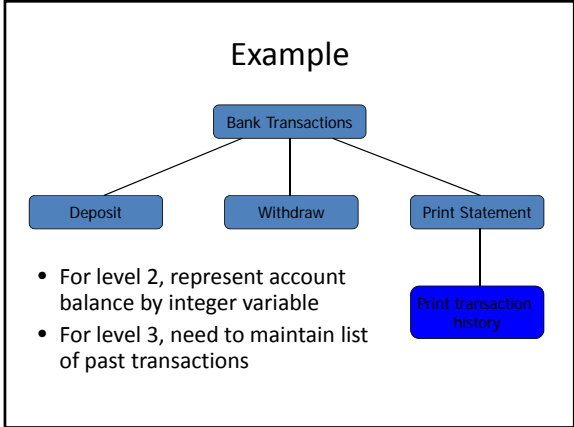 Example
Bank Transactions
Deposit
Withdraw
Print Statement
• For level 2, represent account
balance by integer variable
• For level 3, need to maintain list
of past transactions
Print transaction
history